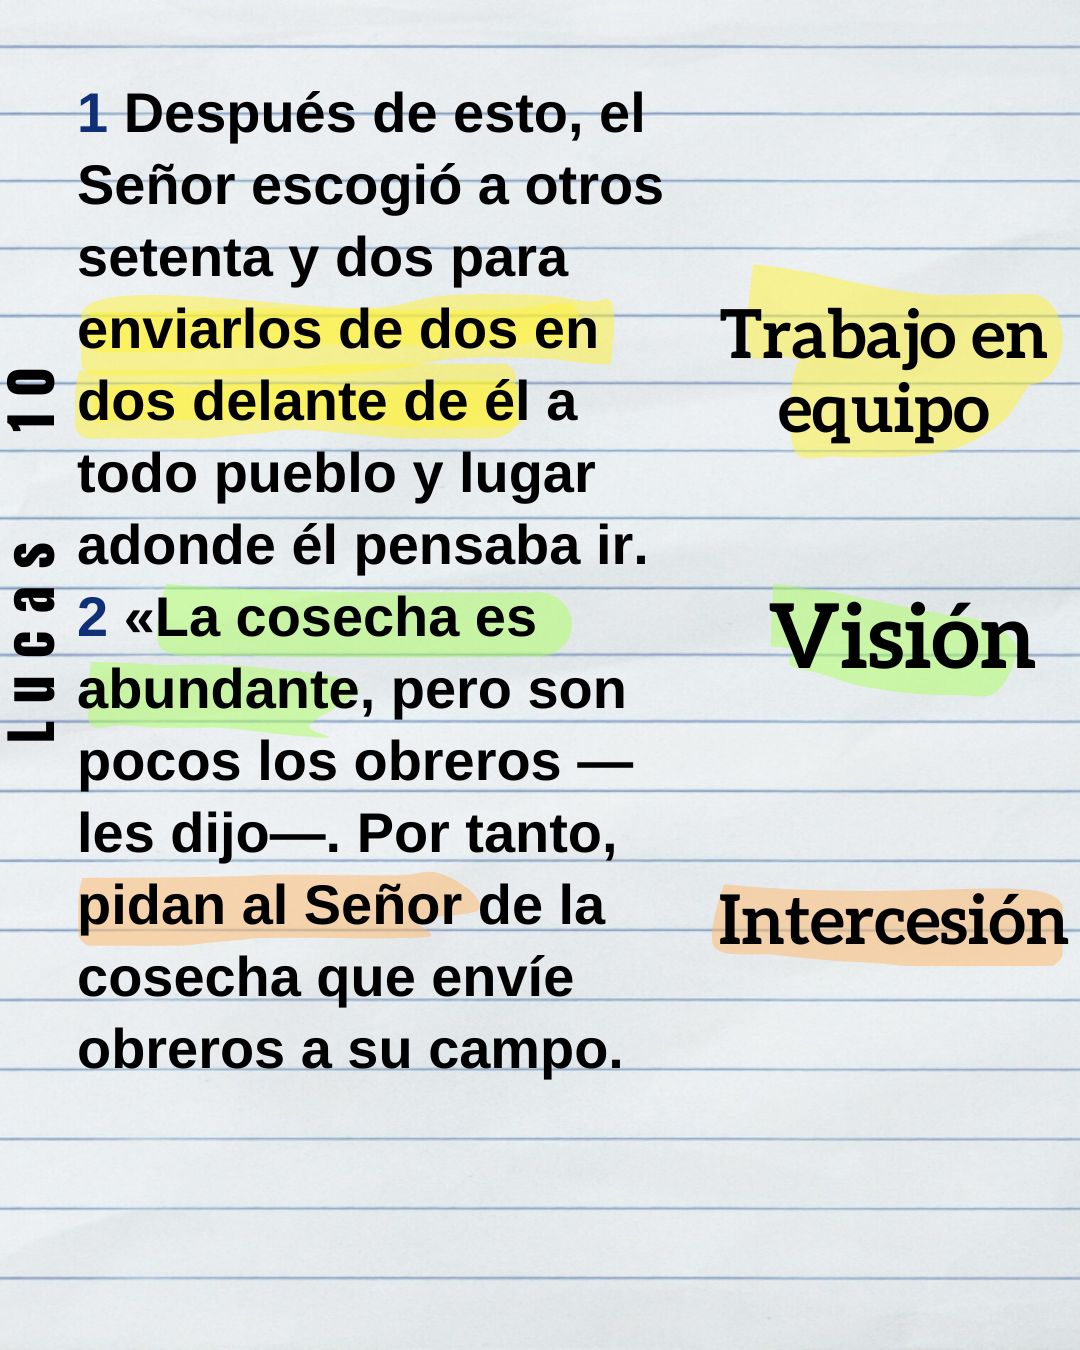 1 Después de esto, el
Señor escogió a otros
setenta y dos para
enviarlos de dos en
dos delante de él a
todo pueblo y lugar
adonde él pensaba ir.
2 «La cosecha es
abundante, pero son
pocos los obreros —
les dijo—. Por tanto,
pidan al Señor de la
cosecha que envíe
obreros a su campo.
Lucas 10
Trabajo en
equipo
Visión
Intercesión